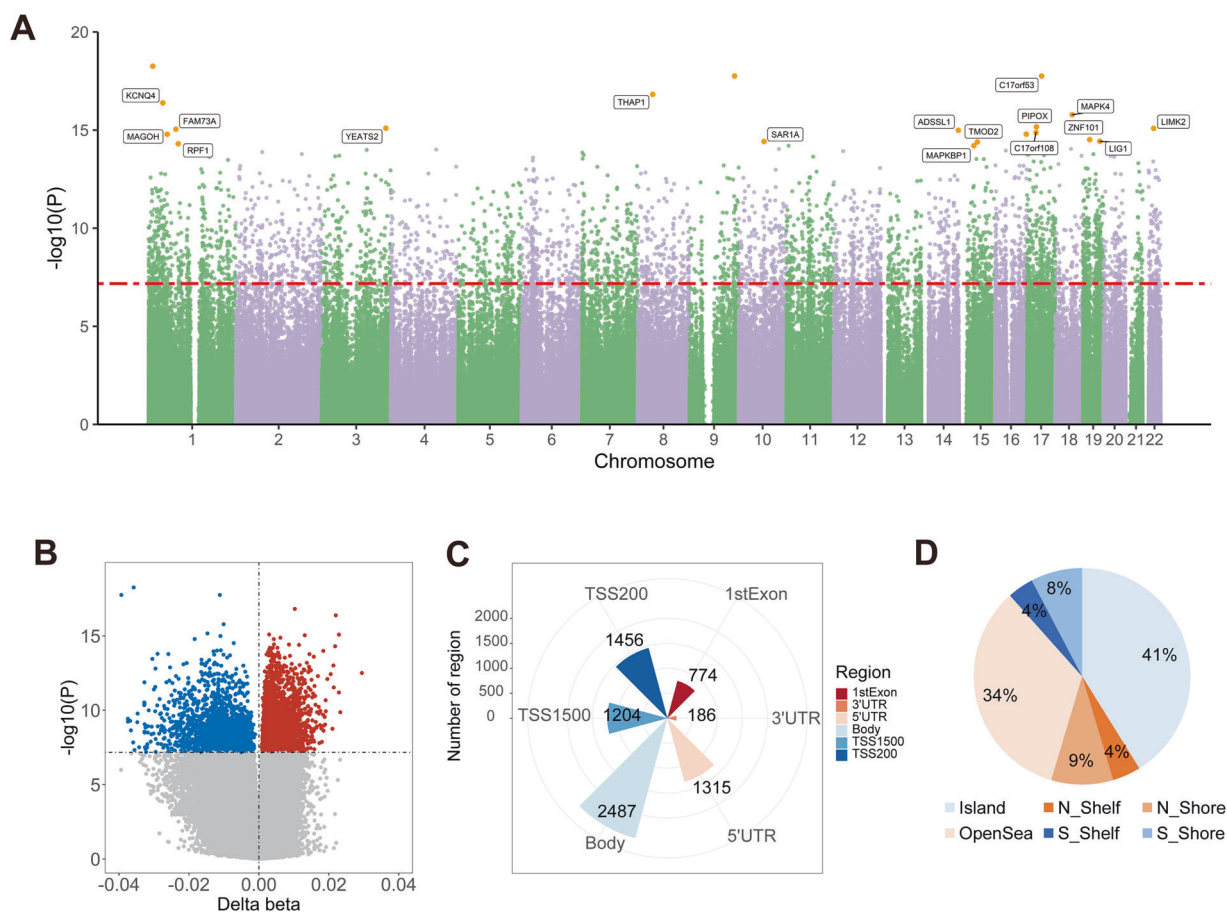 A
20
15
10
5
0
-log10(P)
KCNQ4
MAGOH
FAM73A
RPF1
YEATS2
THAP1
SAR1A
ADSSL1
TMOD2
MAPKBP1
C17orf53
PIPOX
C17orf108
MAPK4
ZNF101
LIG1
LIMK2
1 2 3 4 5 6 7 8 9 10 11 12 13 14 15 16 17 18 19 20 21 22
Chromosome
B
15
10
5
0
-log10(P)
-0.04 -0.02 0.00 0.02 0.04
Delta beta
C
TSS200 1stExon
2000
1500
1000
500
0
Number of region
1456
774
TSS1500 1204
186 3'UTR
1315
2487
Body 5'UTR
Region
1stExon
3'UTR
5'UTR
Body
TSS1500
TSS200
D
8%
4%
41%
34%
9%
4%
Island N_Shelf N_Shore
OpenSea S_Shelf S_Shore